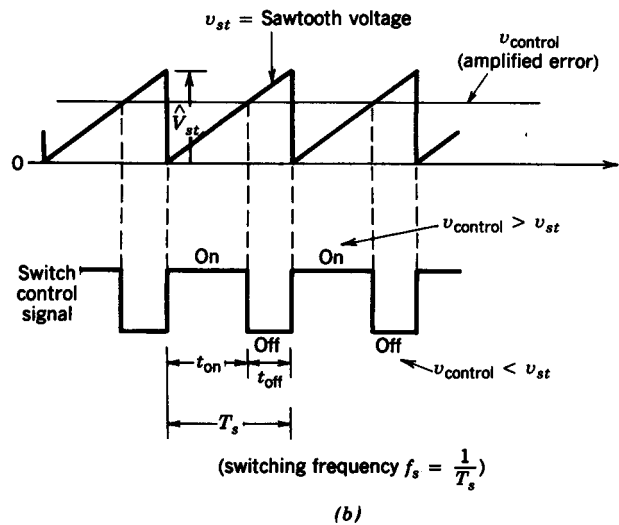 v_st = Sawtooth voltage
v_control
(amplified error)
V̂_st
0
v_control > v_st
On
On
Switch
control
signal
Off
Off
t_on
t_off
v_control < v_st
T_s
(switching frequency f_s = 1/T_s)
(b)